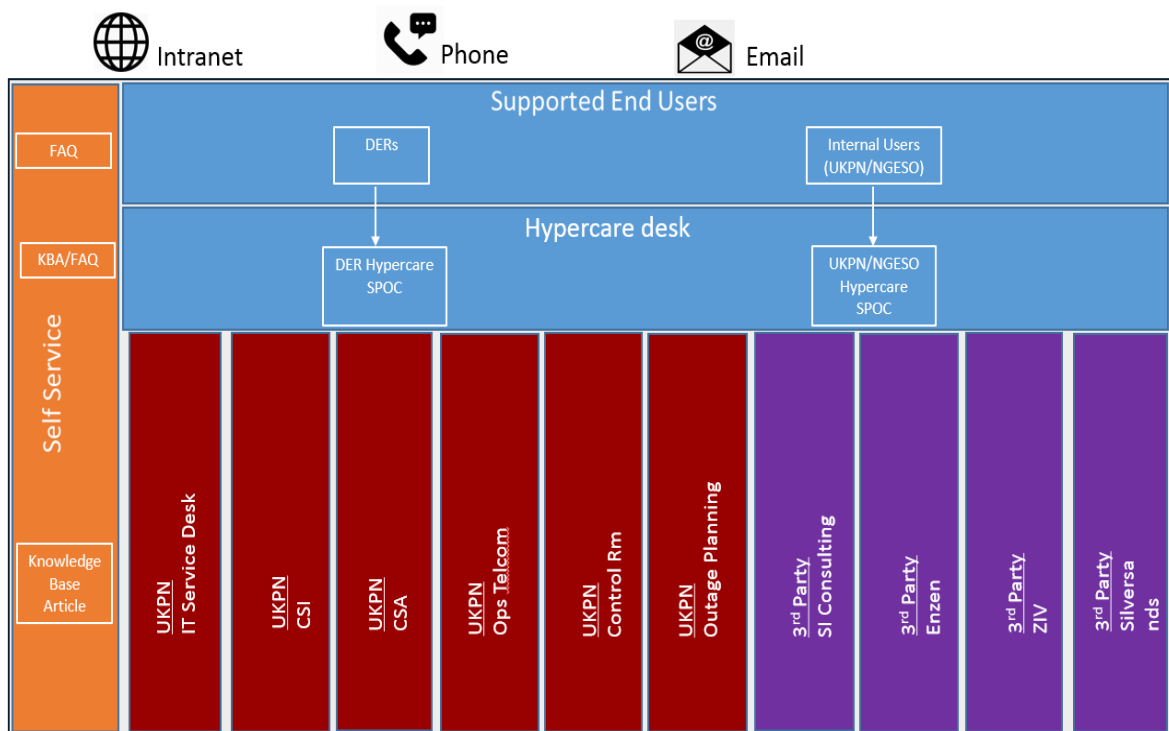 Intranet
Phone
Email
Supported End Users
FAQ
DERs
Internal Users
(UKPN/NGESO)
Hypercare desk
KBA/FAQ
DER Hypercare
SPOC
UKPN/NGESO
Hypercare
SPOC
Self Service
Knowledge
Base
Article
UKPN
IT Service Desk
UKPN
CSI
UKPN
CSA
UKPN
Ops Telcom
UKPN
Control Rm
UKPN
Outage Planning
3rd Party
SI Consulting
3rd Party
Enzen
3rd Party
ZIV
3rd Party
Silversa
nds